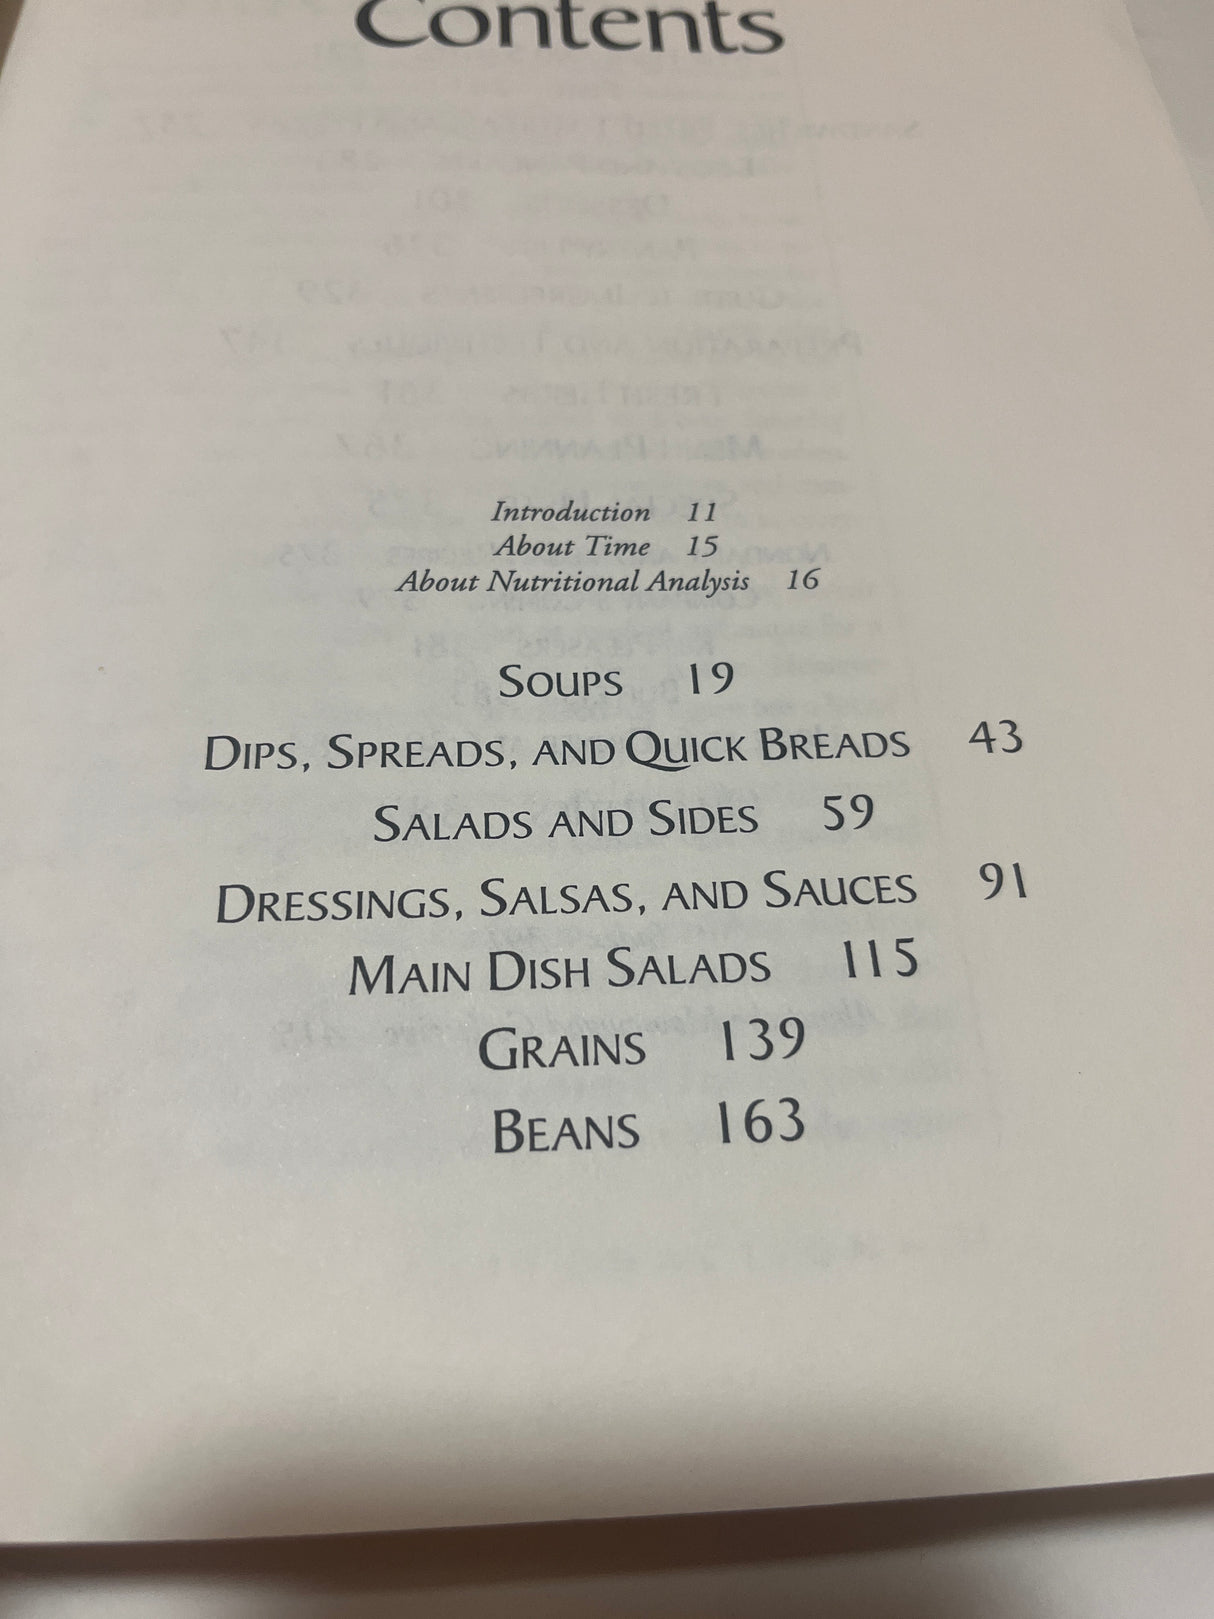 Contents
Introduction 11
About Time 15
About Nutritional Analysis 16
SOUPS 19
DIPS, SPREADS, AND QUICK BREADS 43
SALADS AND SIDES 59
DRESSINGS, SALSAS, AND SAUCES 91
MAIN DISH SALADS 115
GRAINS 139
BEANS 163